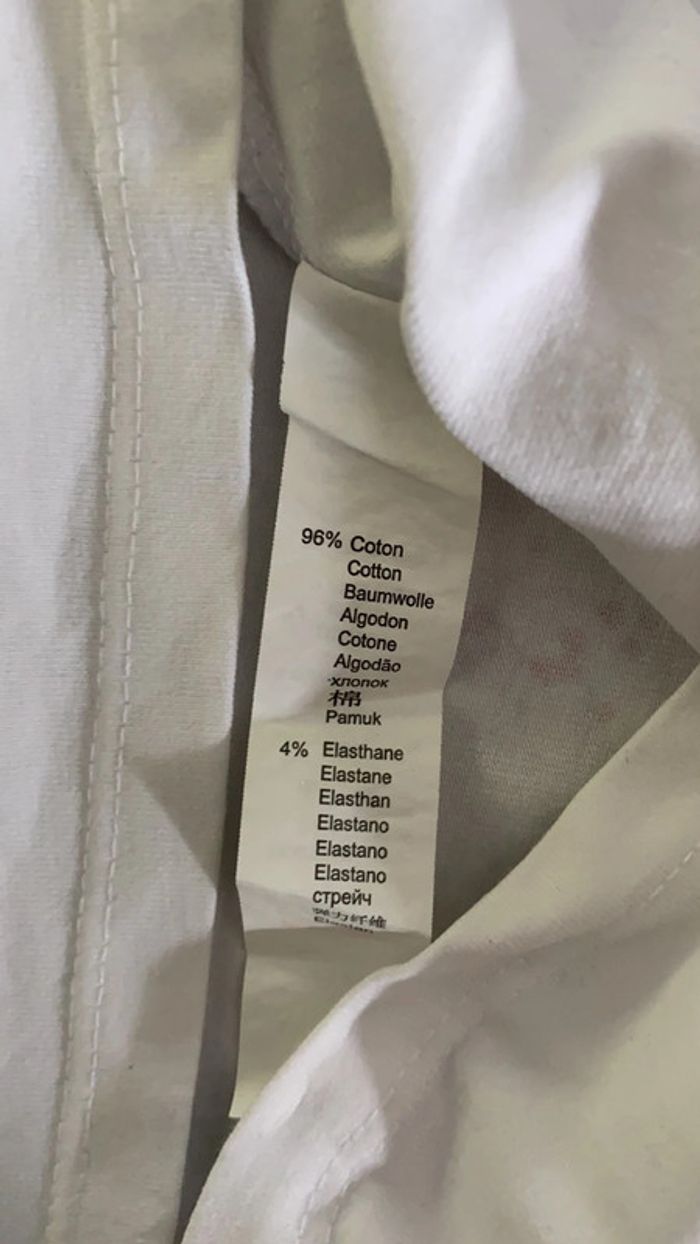 96% Coton
Cotton
Baumwolle
Algodon
Cotone
Algodão
хлопок
棉
Pamuk
4% Elasthane
Elastane
Elasthan
Elastano
Elastano
Elastano
стрейч